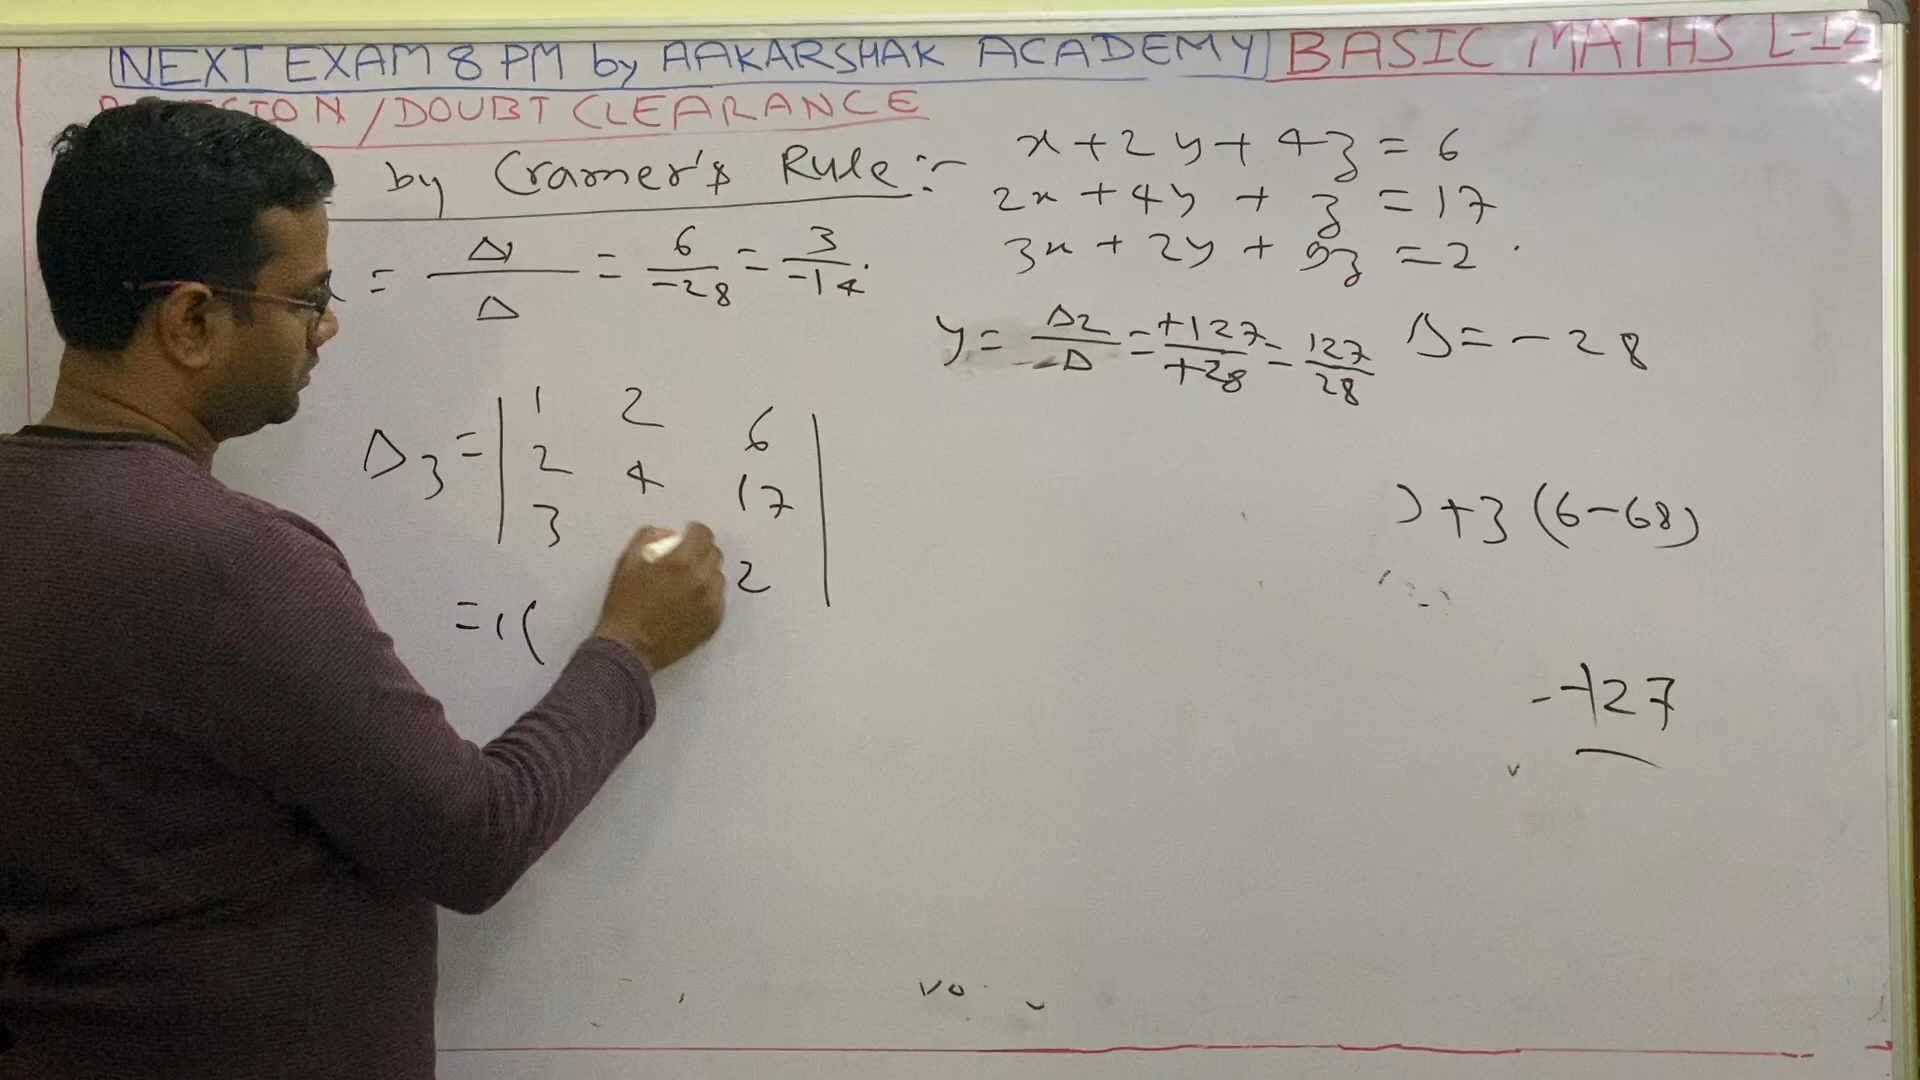 NEXT EXAM 8 PM by AAKARSHAK ACADEMY BASIC MATHS L-12
/DOUBT CLEARANCE
by Cramer's Rule :-
x + 2y + 4z = 6
2x + 4y + z = 17
3x + 2y + 9z = 2
= Δ1/Δ = 6/-28 = 3/-14
y = Δ2/Δ = +127/+28 = 127/28
Δ = -28
Δ3 = | 1 2 6 |
| 2 4 17 |
| 3 2 |
= 1(
) + 3 (6-68)
-127